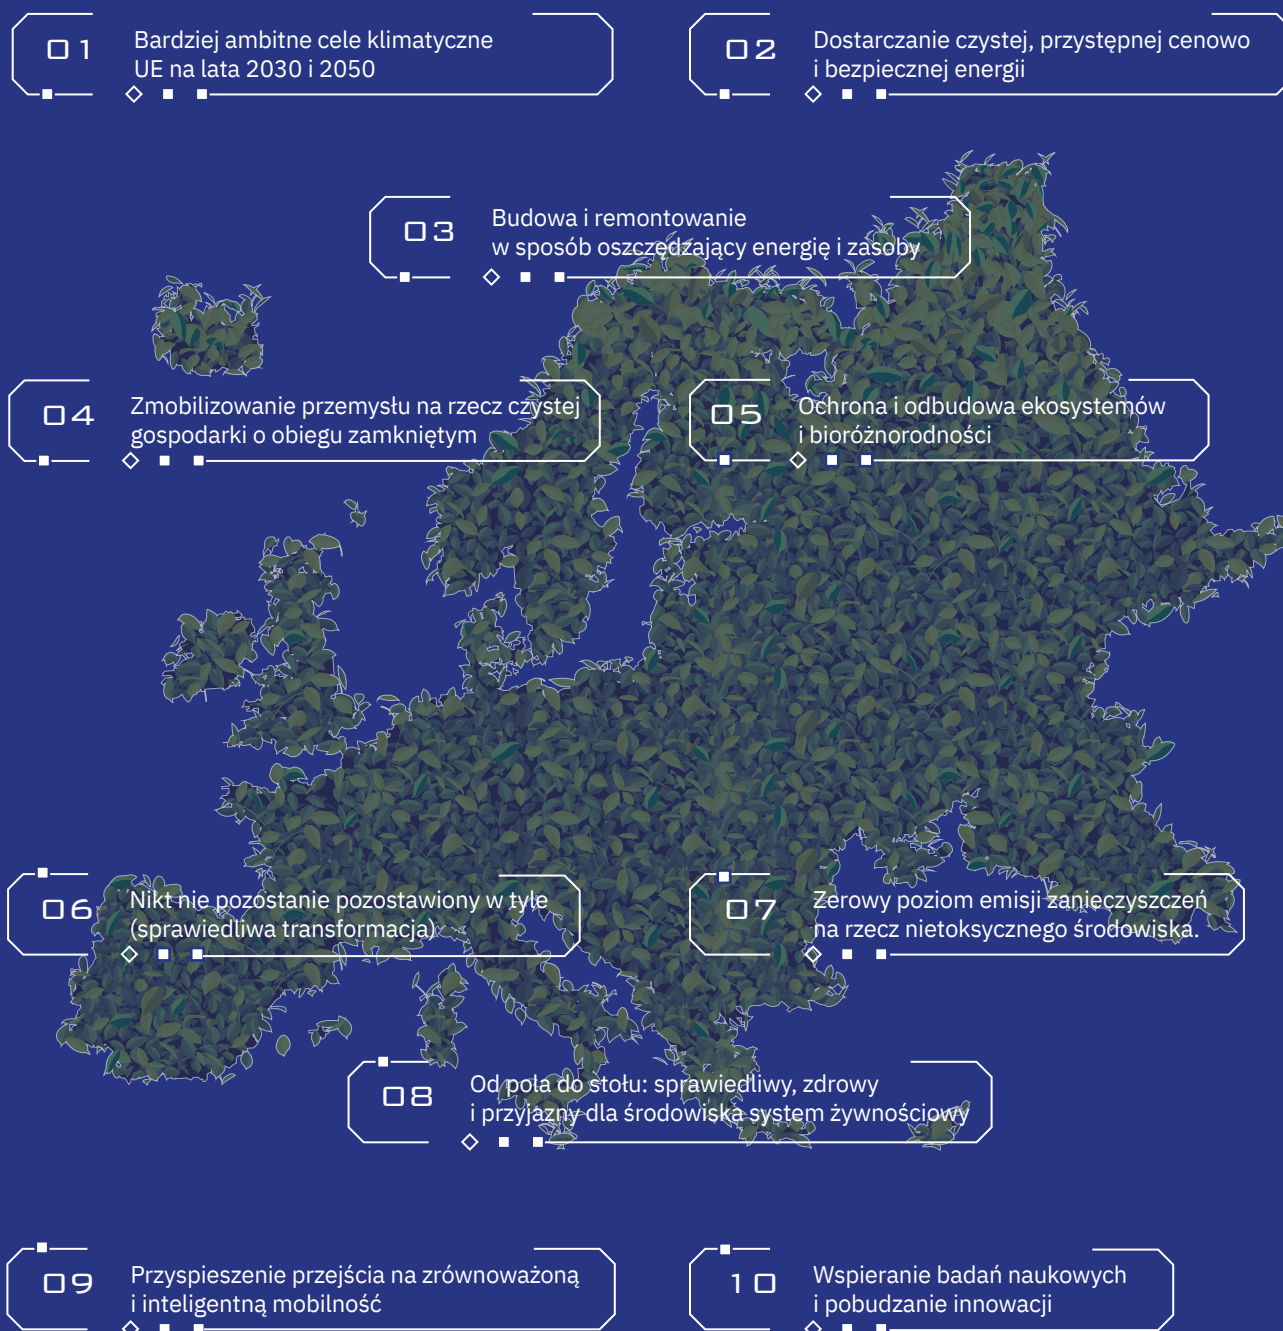 01
Bardziej ambitne cele klimatyczne
UE na lata 2030 i 2050
02
Dostarczanie czystej, przystępnej cenowo
i bezpiecznej energii
03
Budowa i remontowanie
w sposób oszczędzający energię i zasoby
04
Zmobilizowanie przemysłu na rzecz czystej
gospodarki o obiegu zamkniętym
05
Ochrona i odbudowa ekosystemów
i bioróżnorodności
06
Nikt nie pozostanie pozostawiony w tyle
(sprawiedliwa transformacja)
07
Zerowy poziom emisji zanieczyszczeń
na rzecz nietoksycznego środowiska.
08
Od pola do stołu: sprawiedliwy, zdrowy
i przyjazny dla środowiska system żywnościowy
09
Przyspieszenie przejścia na zrównoważoną
i inteligentną mobilność
10
Wspieranie badań naukowych
i pobudzanie innowacji